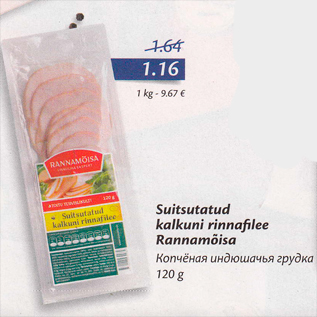 1.64
1.16
1 kg - 9.67 €
RANNAMÕISA
120 g
Suitsutatud
kalkuni rinnafilee
Suitsutatud
kalkuni rinnafilee
Rannamõisa
Копчёная индюшачья грудка
120 g